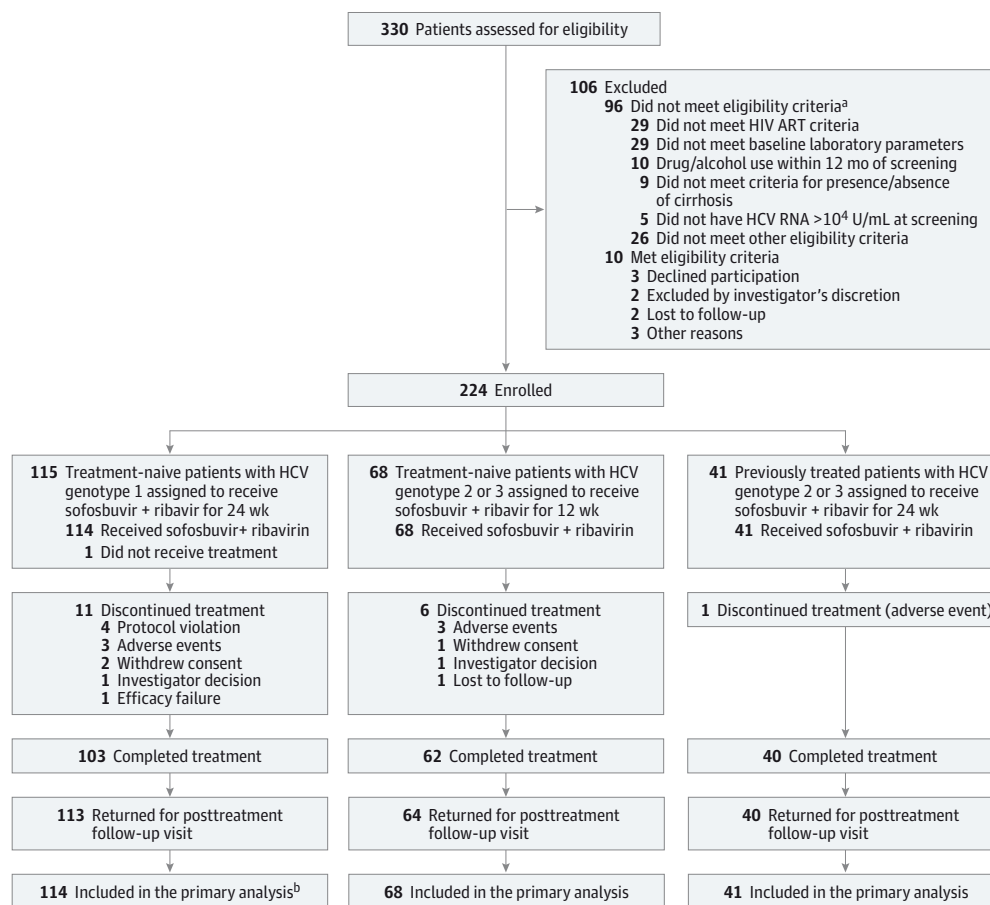 330 Patients assessed for eligibility
106 Excluded
96 Did not meet eligibility criteriaa
29 Did not meet HIV ART criteria
29 Did not meet baseline laboratory parameters
10 Drug/alcohol use within 12 mo of screening
9 Did not meet criteria for presence/absence
of cirrhosis
5 Did not have HCV RNA >10⁴ U/mL at screening
26 Did not meet other eligibility criteria
10 Met eligibility criteria
3 Declined participation
2 Excluded by investigator's discretion
2 Lost to follow-up
3 Other reasons
224 Enrolled
115 Treatment-naive patients with HCV
genotype 1 assigned to receive
sofosbuvir + ribavir for 24 wk
114 Received sofosbuvir+ ribavirin
1 Did not receive treatment
68 Treatment-naive patients with HCV
genotype 2 or 3 assigned to receive
sofosbuvir + ribavir for 12 wk
68 Received sofosbuvir + ribavirin
41 Previously treated patients with HCV
genotype 2 or 3 assigned to receive
sofosbuvir + ribavir for 24 wk
41 Received sofosbuvir + ribavirin
11 Discontinued treatment
4 Protocol violation
3 Adverse events
2 Withdrew consent
1 Investigator decision
1 Efficacy failure
6 Discontinued treatment
3 Adverse events
1 Withdrew consent
1 Investigator decision
1 Lost to follow-up
1 Discontinued treatment (adverse event)
103 Completed treatment
62 Completed treatment
40 Completed treatment
113 Returned for posttreatment
follow-up visit
64 Returned for posttreatment
follow-up visit
40 Returned for posttreatment
follow-up visit
114 Included in the primary analysisb
68 Included in the primary analysis
41 Included in the primary analysis